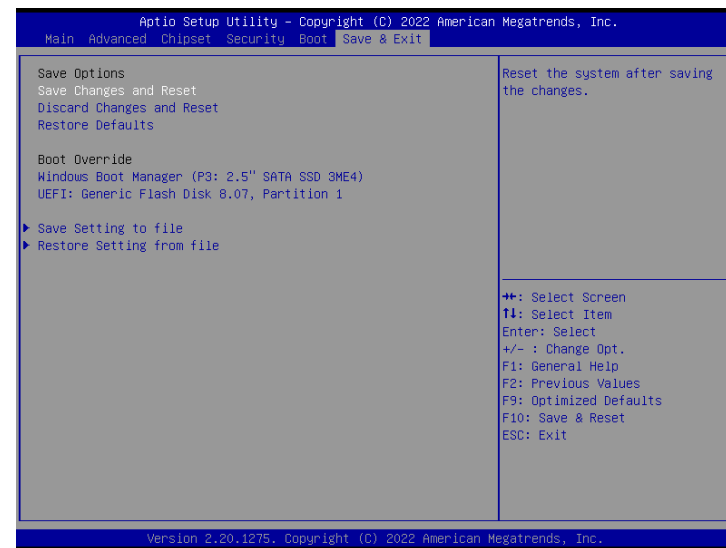 Aptio Setup Utility – Copyright (C) 2022 American Megatrends, Inc.
Main Advanced Chipset Security Boot Save & Exit
Save Options
Save Changes and Reset
Discard Changes and Reset
Restore Defaults
Boot Override
Windows Boot Manager (P3: 2.5" SATA SSD 3ME4)
UEFI: Generic Flash Disk 8.07, Partition 1
▶ Save Setting to file
▶ Restore Setting from file
Reset the system after saving
the changes.
→←: Select Screen
↑↓: Select Item
Enter: Select
+/- : Change Opt.
F1: General Help
F2: Previous Values
F9: Optimized Defaults
F10: Save & Reset
ESC: Exit
Version 2.20.1275. Copyright (C) 2022 American Megatrends, Inc.